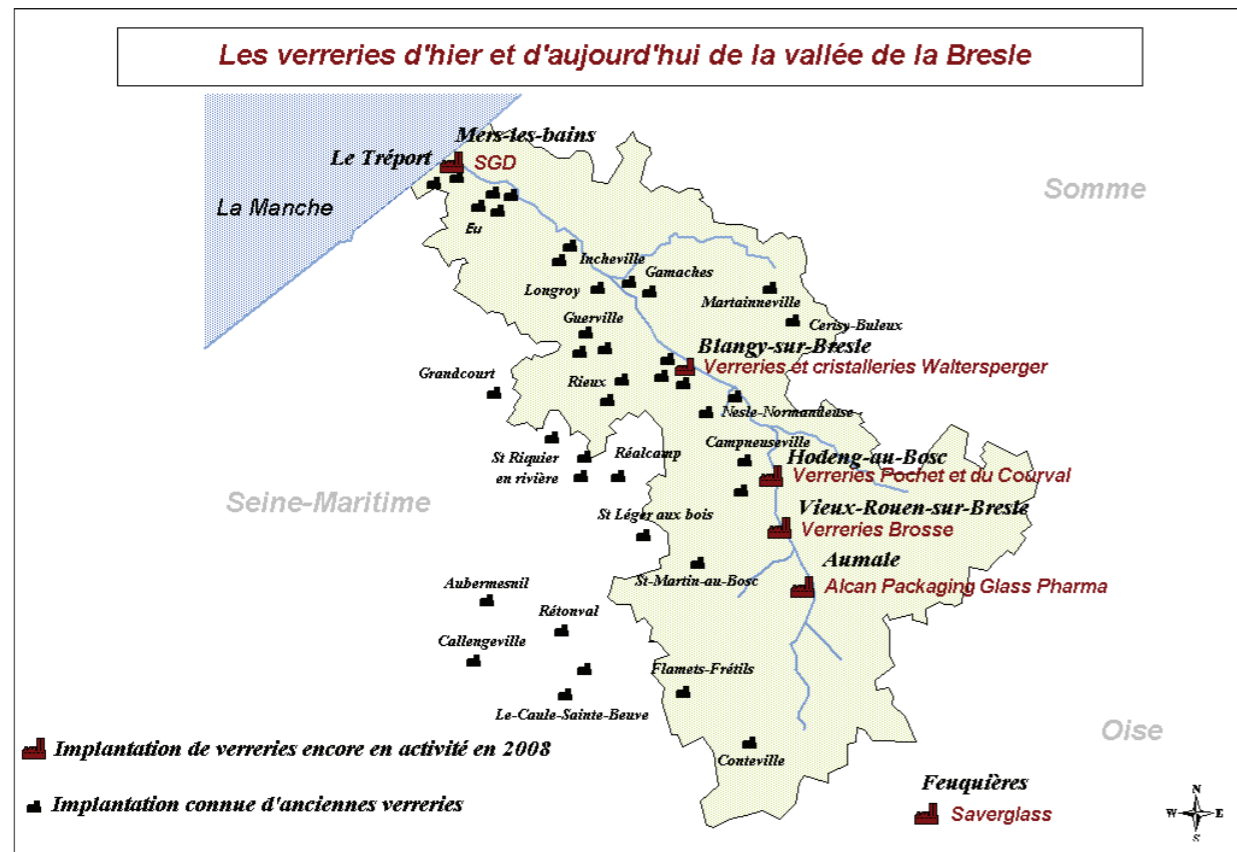 Les verreries d'hier et d'aujourd'hui de la vallée de la Bresle
Mers-les-bains
Le Tréport
SGD
Somme
La Manche
Eu
Incheville
Gamaches
Longroy
Martainneville
Guerville
Cerisy-Buleux
Blangy-sur-Bresle
Verreries et cristalleries Waltersperger
Grandcourt
Rieux
Nesle-Normandeuse
Campneuseville
St Riquier
en rivière
Réalcamp
Hodeng-au-Bosc
Verreries Pochet et du Courval
Seine-Maritime
Vieux-Rouen-sur-Bresle
St Léger aux bois
Verreries Brosse
Aumale
St-Martin-au-Bosc
Alcan Packaging Glass Pharma
Aubermesnil
Rétonval
Callengeville
Flamets-Frétils
Le-Caule-Sainte-Beuve
Oise
Implantation de verreries encore en activité en 2008
Conteville
Feuquières
Implantation connue d'anciennes verreries
Saverglass
N
W E
S